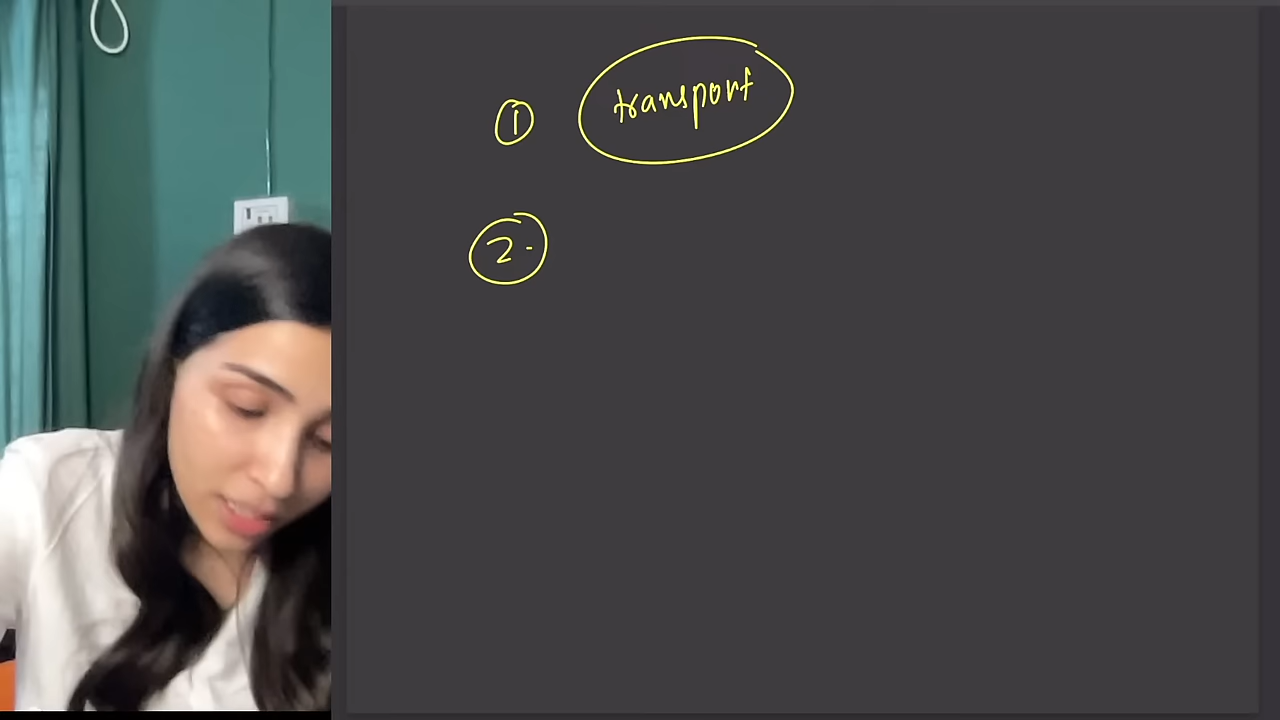 ① transport
② .